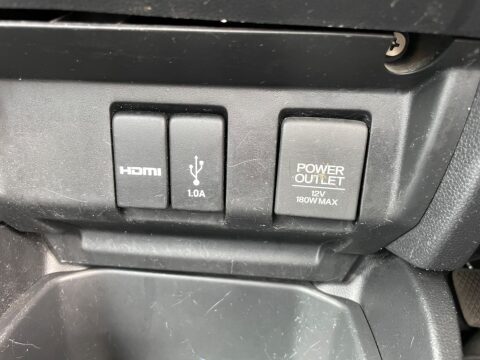 HDMI
1.0A
POWER
OUTLET
12V
180W MAX